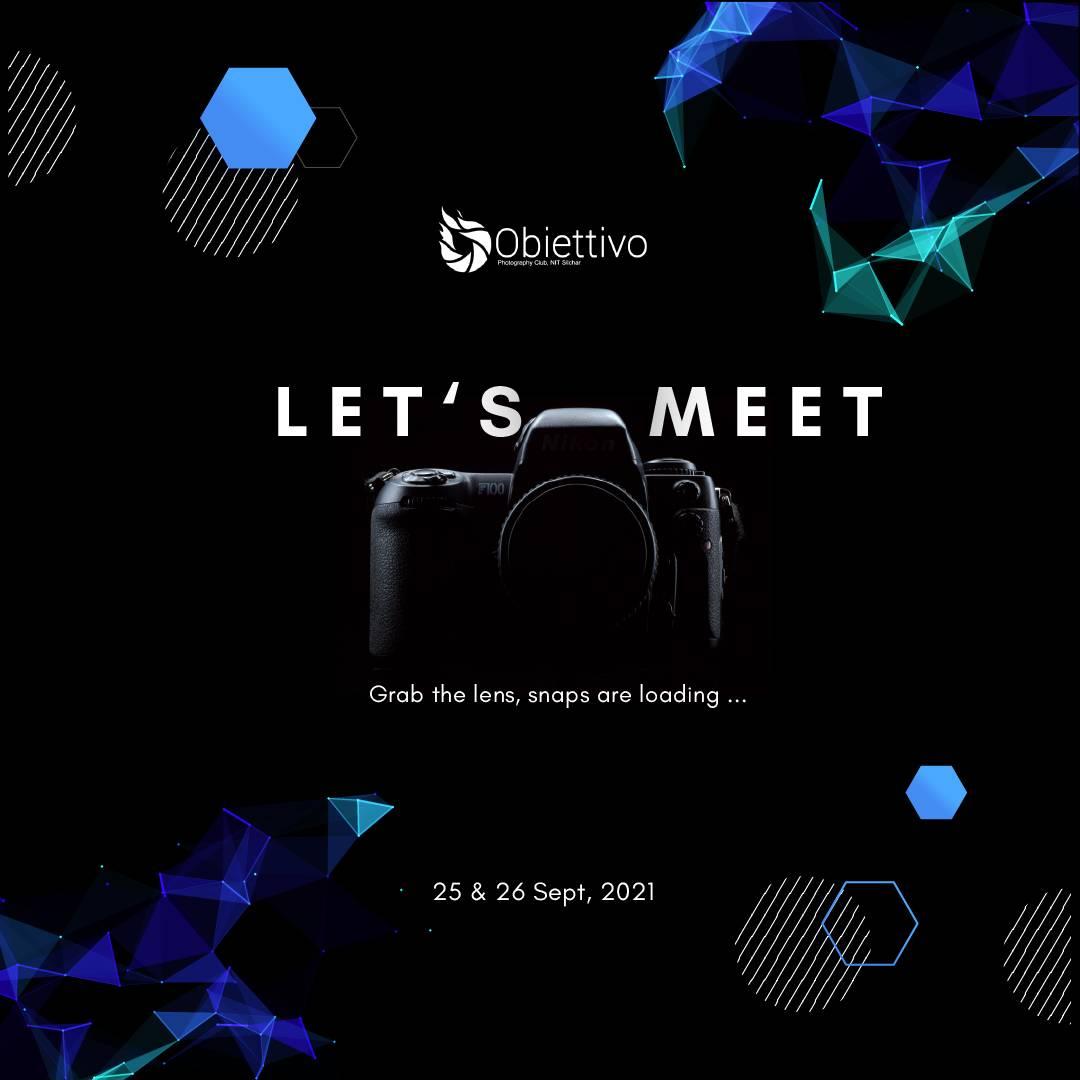 Obiettivo
Photography Club, NIT Silchar
LET‘S MEET
Nikon
F100
Grab the lens, snaps are loading ...
25 & 26 Sept, 2021